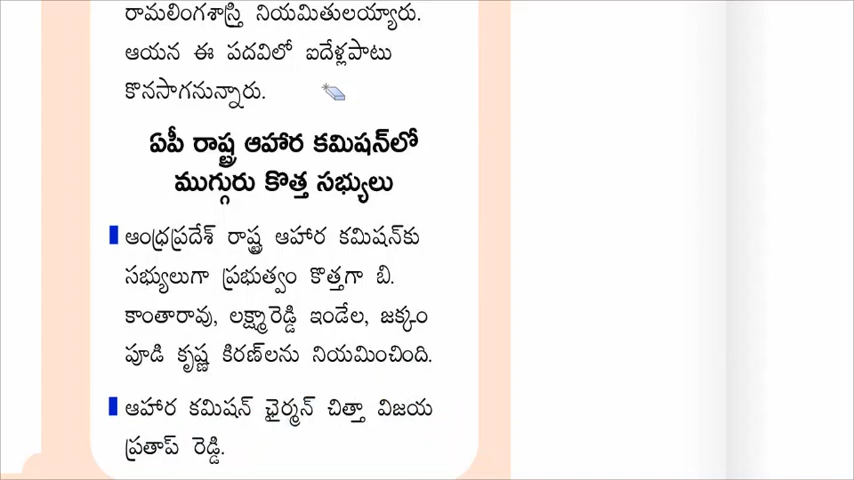 రామలింగశాస్త్రి నియమితులయ్యారు.
ఆయన ఈ పదవిలో ఐదేళ్లపాటు
కొనసాగనున్నారు.
ఏపీ రాష్ట్ర ఆహార కమిషన్‌లో
ముగ్గురు కొత్త సభ్యులు
ఆంధ్రప్రదేశ్ రాష్ట్ర ఆహార కమిషన్‌కు
సభ్యులుగా ప్రభుత్వం కొత్తగా బి.
కాంతారావు, లక్ష్మారెడ్డి ఇండేల, జక్కం
పూడి కృష్ణ కిరణ్‌లను నియమించింది.
ఆహార కమిషన్ ఛైర్మన్ చిత్తా విజయ
ప్రతాప్ రెడ్డి.